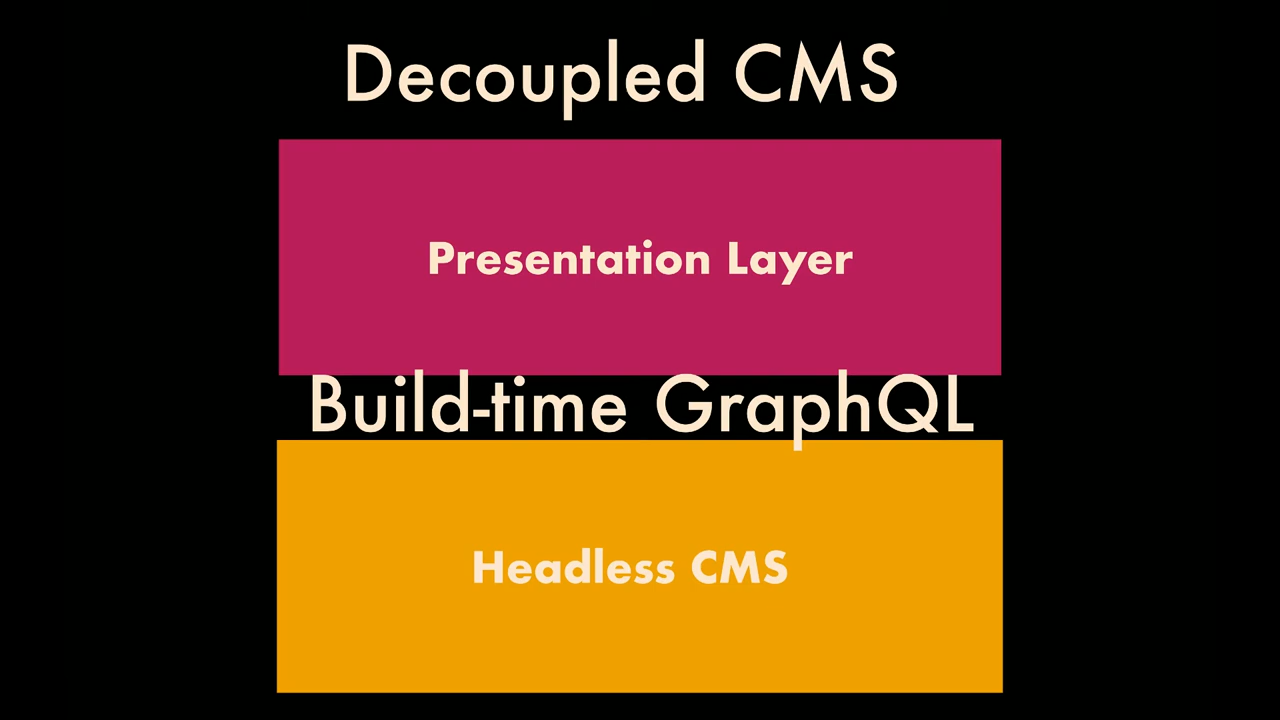 Decoupled CMS
Presentation Layer
Build-time GraphQL
Headless CMS